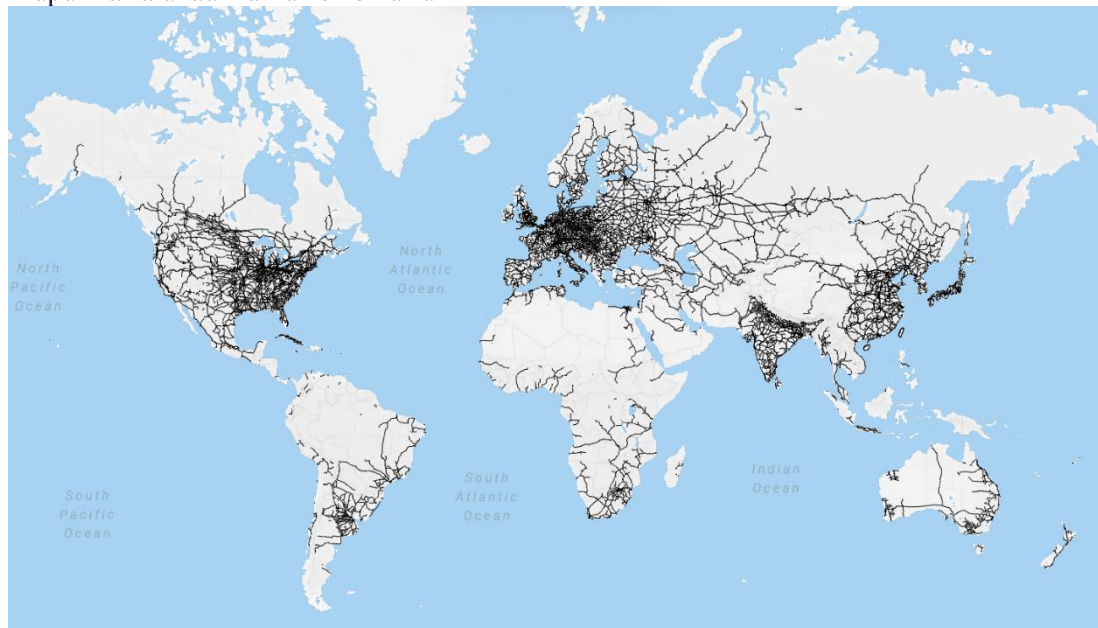 North
Pacific
Ocean
North
Atlantic
Ocean
South
Pacific
Ocean
South
Atlantic
Ocean
Indian
Ocean